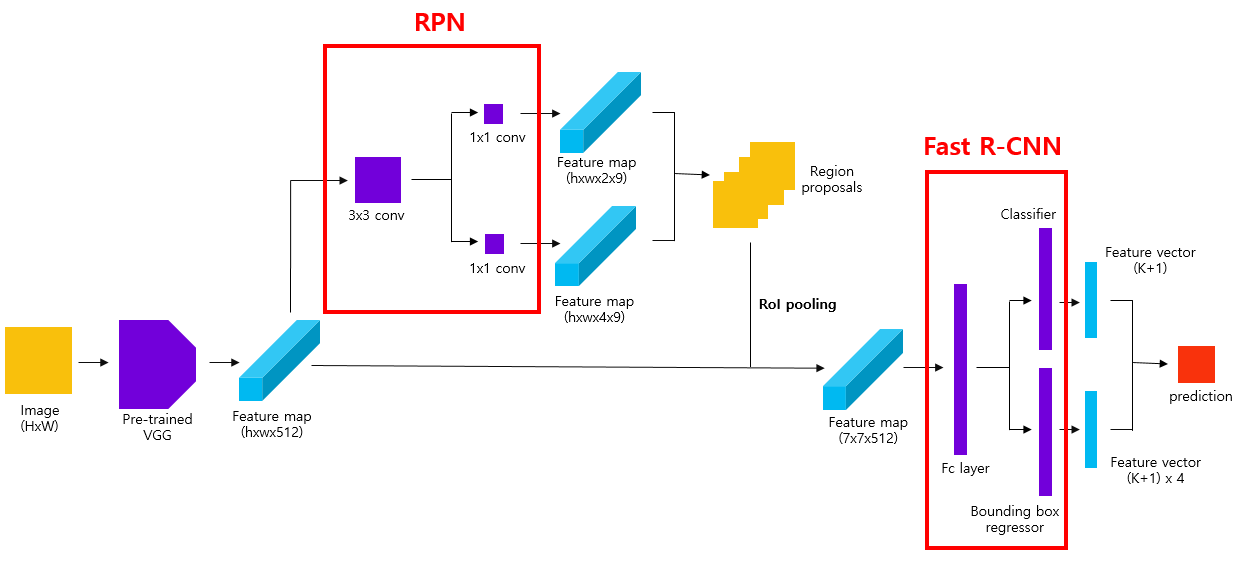 RPN
1x1 conv
3x3 conv
1x1 conv
Feature map
(hxwx2x9)
Feature map
(hxwx4x9)
Region
proposals
RoI pooling
Image
(HxW)
Pre-trained
VGG
Feature map
(hxwx512)
Feature map
(7x7x512)
Fast R-CNN
Classifier
Fc layer
Bounding box
regressor
Feature vector
(K+1)
Feature vector
(K+1) x 4
prediction